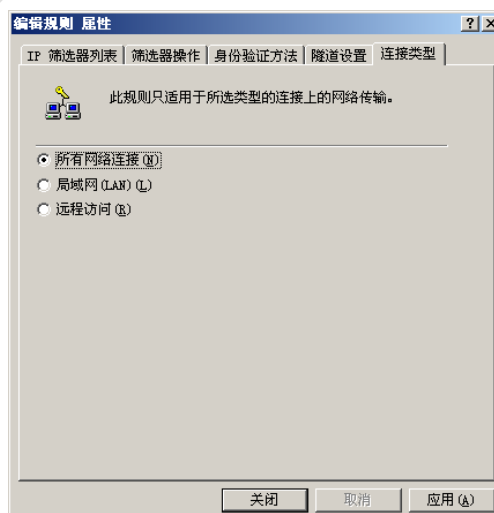 编辑规则 属性
IP 筛选器列表 筛选器操作 身份验证方法 隧道设置 连接类型
此规则只适用于所选类型的连接上的网络传输。
所有网络连接(N)
局域网(LAN)(L)
远程访问(R)
关闭 取消 应用(A)